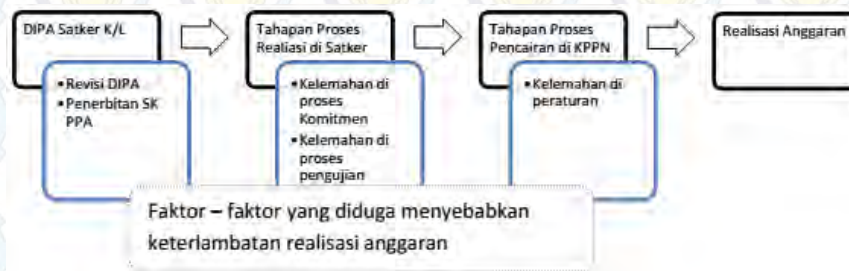 DIPA Satker K/L
• Revisi DIPA
• Penerbitan SK
PPA
Tahapan Proses
Realiasi di Satker
• Kelemahan di
proses
Komitmen
• Kelemahan di
proses
pengujian
Tahapan Proses
Pencairan di KPPN
• Kelemahan di
peraturan
Realisasi Anggaran
Faktor – faktor yang diduga menyebabkan
keterlambatan realisasi anggaran